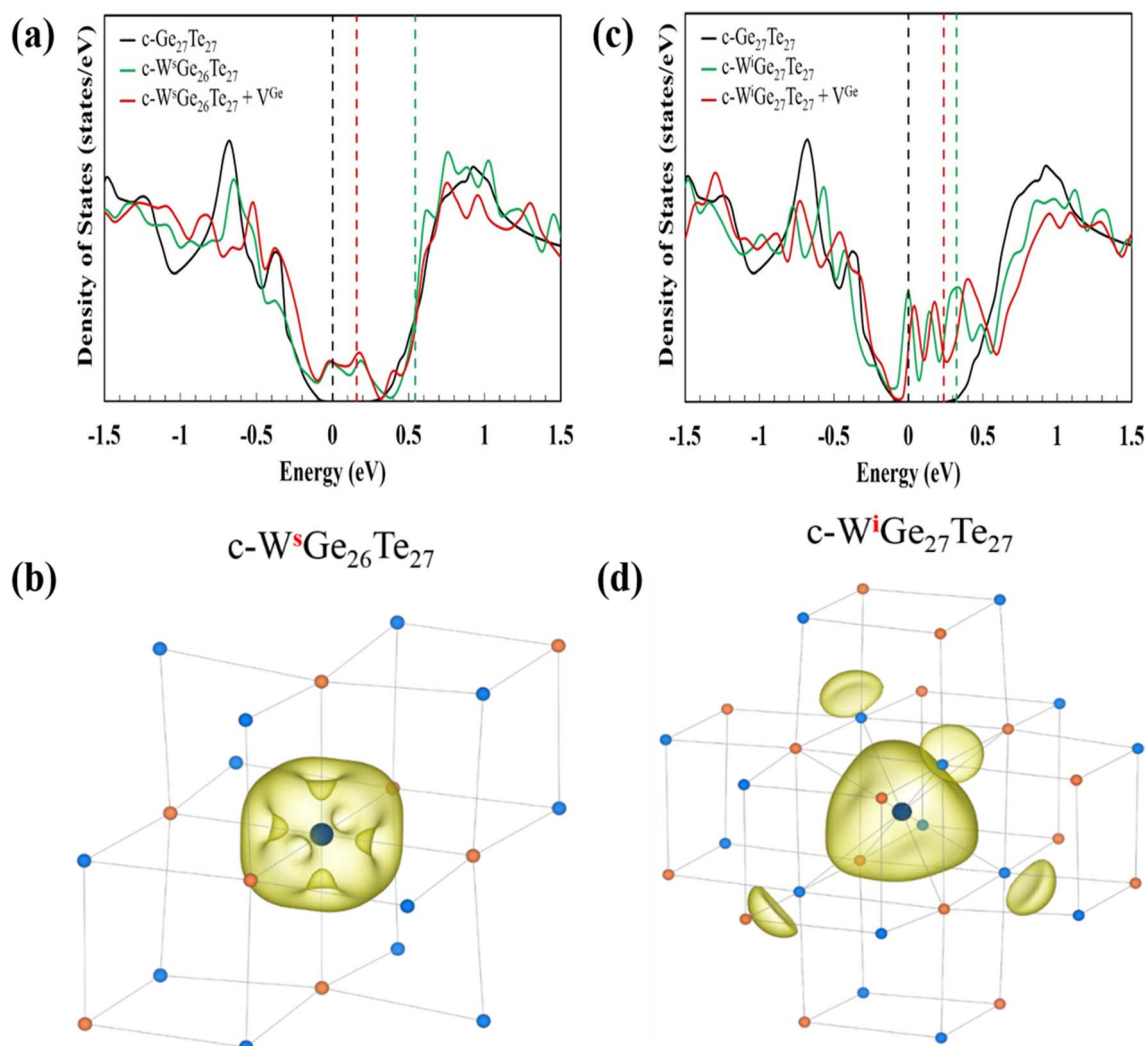 (a)
Density of States (states/eV)
c-Ge₂₇Te₂₇
c-WˢGe₂₆Te₂₇
c-WˢGe₂₆Te₂₇ + Vᴳᵉ
-1.5 -1 -0.5 0 0.5 1 1.5
Energy (eV)
(c)
Density of States (states/eV)
c-Ge₂₇Te₂₇
c-WⁱGe₂₇Te₂₇
c-WⁱGe₂₇Te₂₇ + Vᴳᵉ
-1.5 -1 -0.5 0 0.5 1 1.5
Energy (eV)
c-WˢGe₂₆Te₂₇
(b)
c-WⁱGe₂₇Te₂₇
(d)